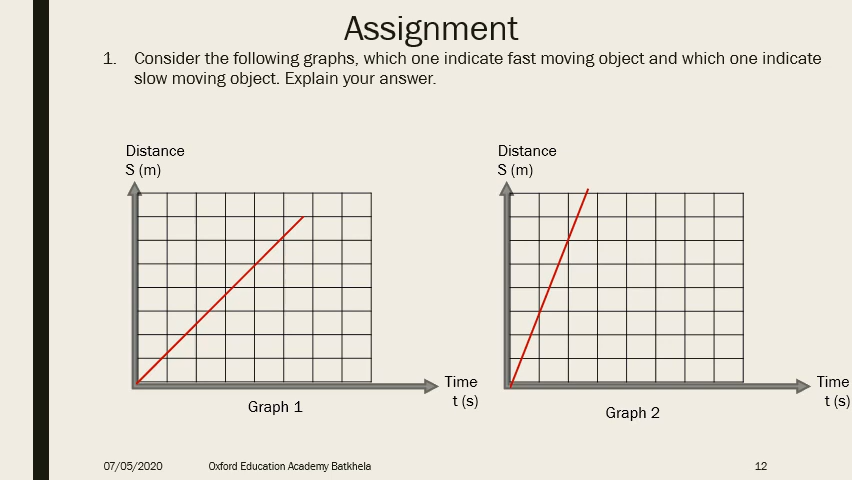 Assignment
1. Consider the following graphs, which one indicate fast moving object and which one indicate
slow moving object. Explain your answer.
Distance
S (m)
Time
t (s)
Graph 1
Distance
S (m)
Time
t (s)
Graph 2
07/05/2020 Oxford Education Academy Batkhela 12